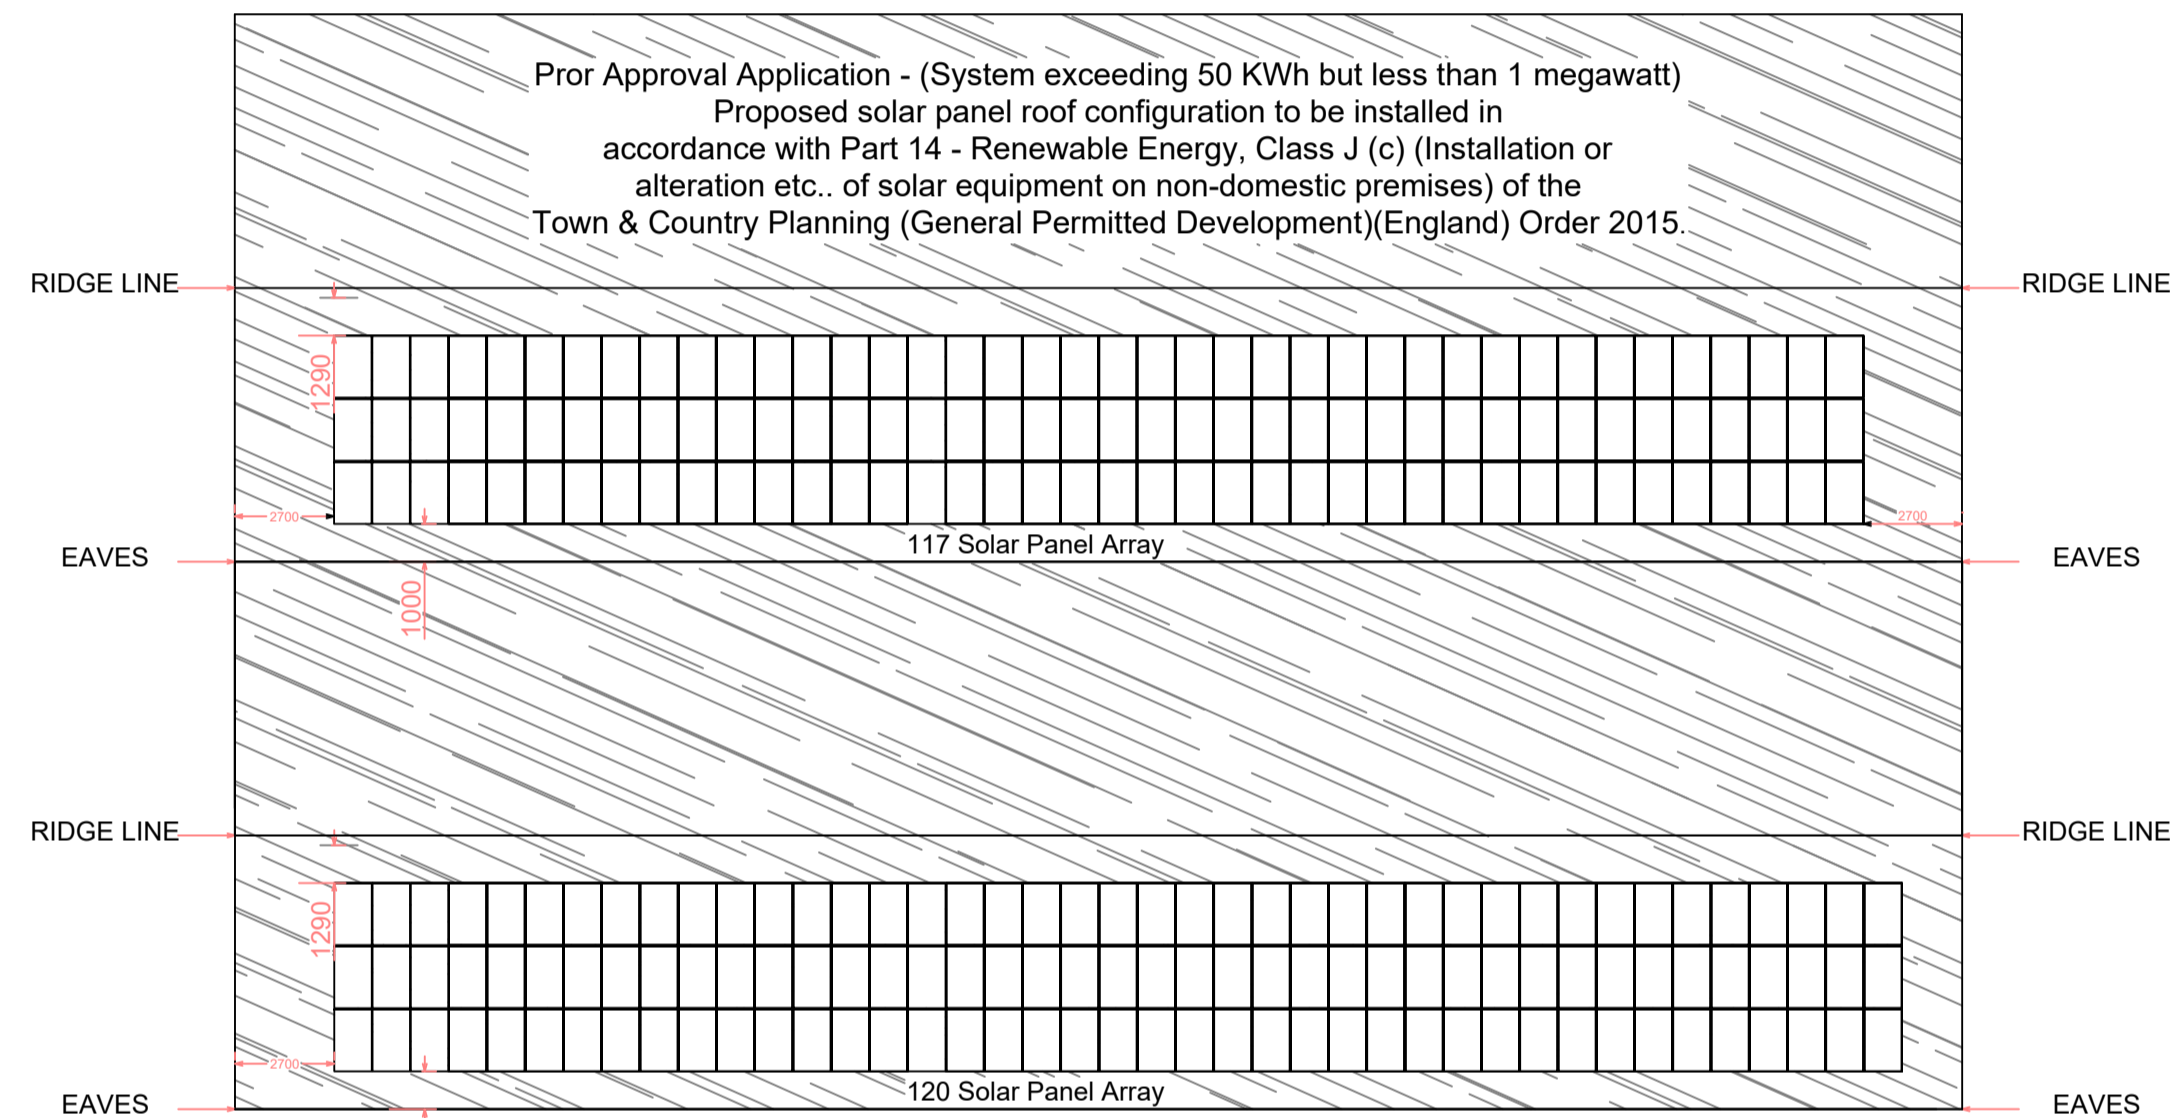 Pror Approval Application - (System exceeding 50 KWh but less than 1 megawatt)
Proposed solar panel roof configuration to be installed in
accordance with Part 14 - Renewable Energy, Class J (c) (Installation or
alteration etc.. of solar equipment on non-domestic premises) of the
Town & Country Planning (General Permitted Development)(England) Order 2015.
RIDGE LINE
RIDGE LINE
1290
2700
2700
117 Solar Panel Array
EAVES
EAVES
1000
RIDGE LINE
RIDGE LINE
1290
2700
120 Solar Panel Array
EAVES
EAVES